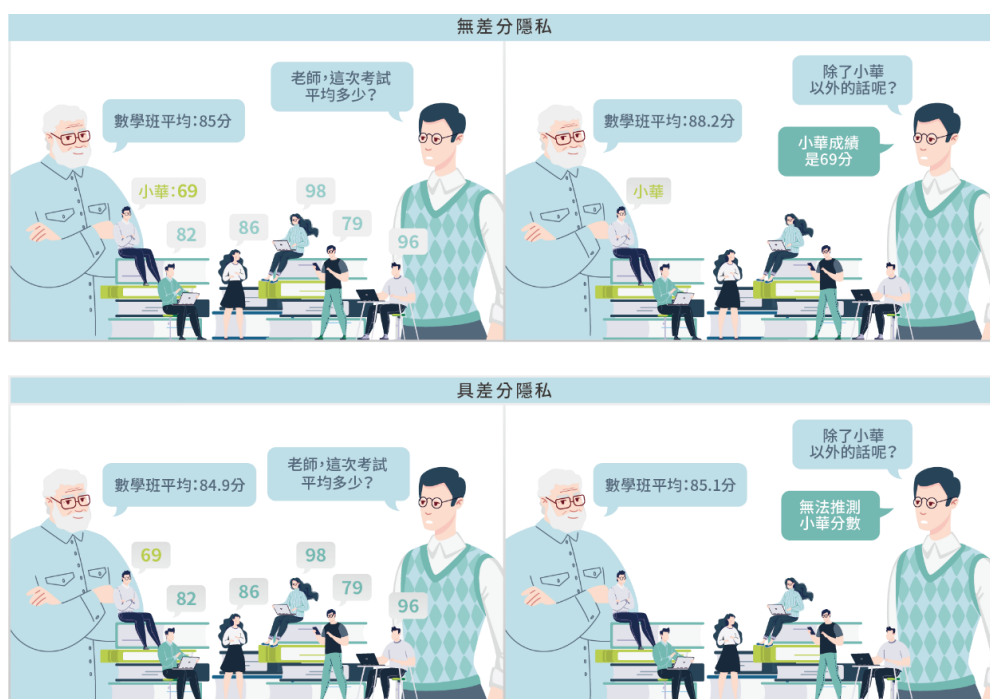 無差分隱私
老師，這次考試
平均多少？
數學班平均：85分
小華：69
82
86
98
79
96
除了小華
以外的話呢？
數學班平均：88.2分
小華成績
是69分
小華
具差分隱私
老師，這次考試
平均多少？
數學班平均：84.9分
69
82
86
98
79
96
除了小華
以外的話呢？
數學班平均：85.1分
無法推測
小華分數